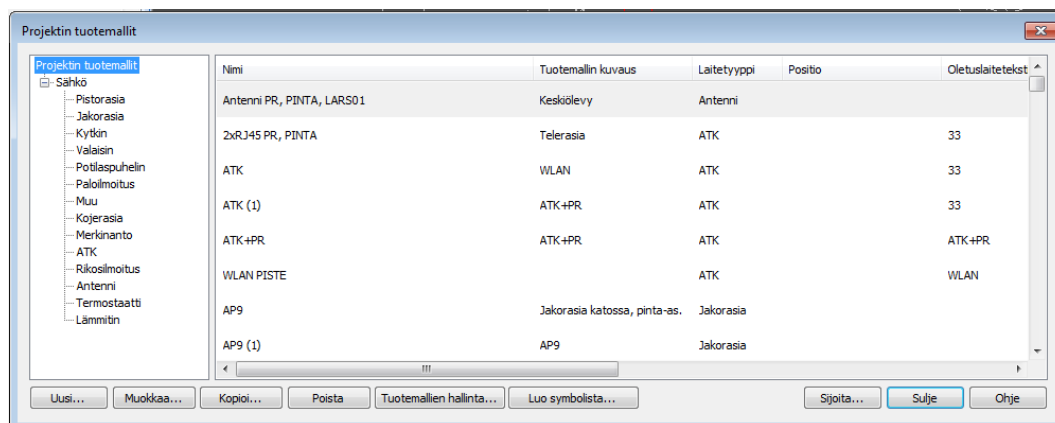 Projektin tuotemallit
Projektin tuotemallit
Sähkö
Pistorasia
Jakorasia
Kytkin
Valaisin
Potilaspuhelin
Paloilmoitus
Muu
Kojerasia
Merkinanto
ATK
Rikosilmoitus
Antenni
Termostaatti
Lämmitin
Nimi Tuotemallin kuvaus Laitetyyppi Positio Oletuslaitetekst
Antenni PR, PINTA, LARS01 Keskiölevy Antenni
2xRJ45 PR, PINTA Telerasia ATK 33
ATK WLAN ATK 33
ATK (1) ATK+PR ATK 33
ATK+PR ATK+PR ATK ATK+PR
WLAN PISTE ATK WLAN
AP9 Jakorasia katossa, pinta-as. Jakorasia
AP9 (1) AP9 Jakorasia
Uusi... Muokkaa... Kopioi... Poista Tuotemallien hallinta... Luo symbolista... Sijoita... Sulje Ohje